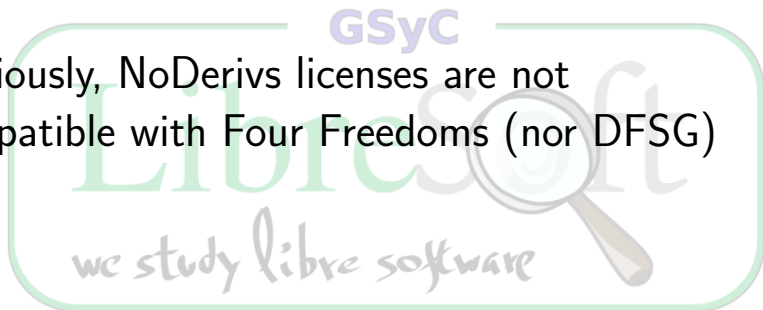 GSyC
iously, NoDerivs licenses are not
patible with Four Freedoms (nor DFSG)
LibreSoft
we study libre software